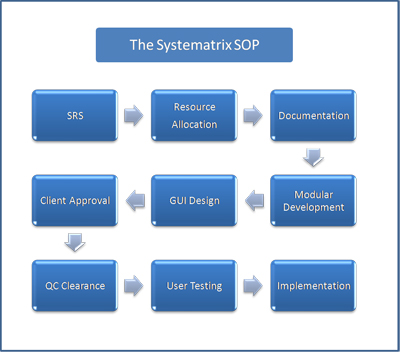 The Systematrix SOP
SRS
Resource
Allocation
Documentation
Client Approval
GUI Design
Modular
Development
QC Clearance
User Testing
Implementation